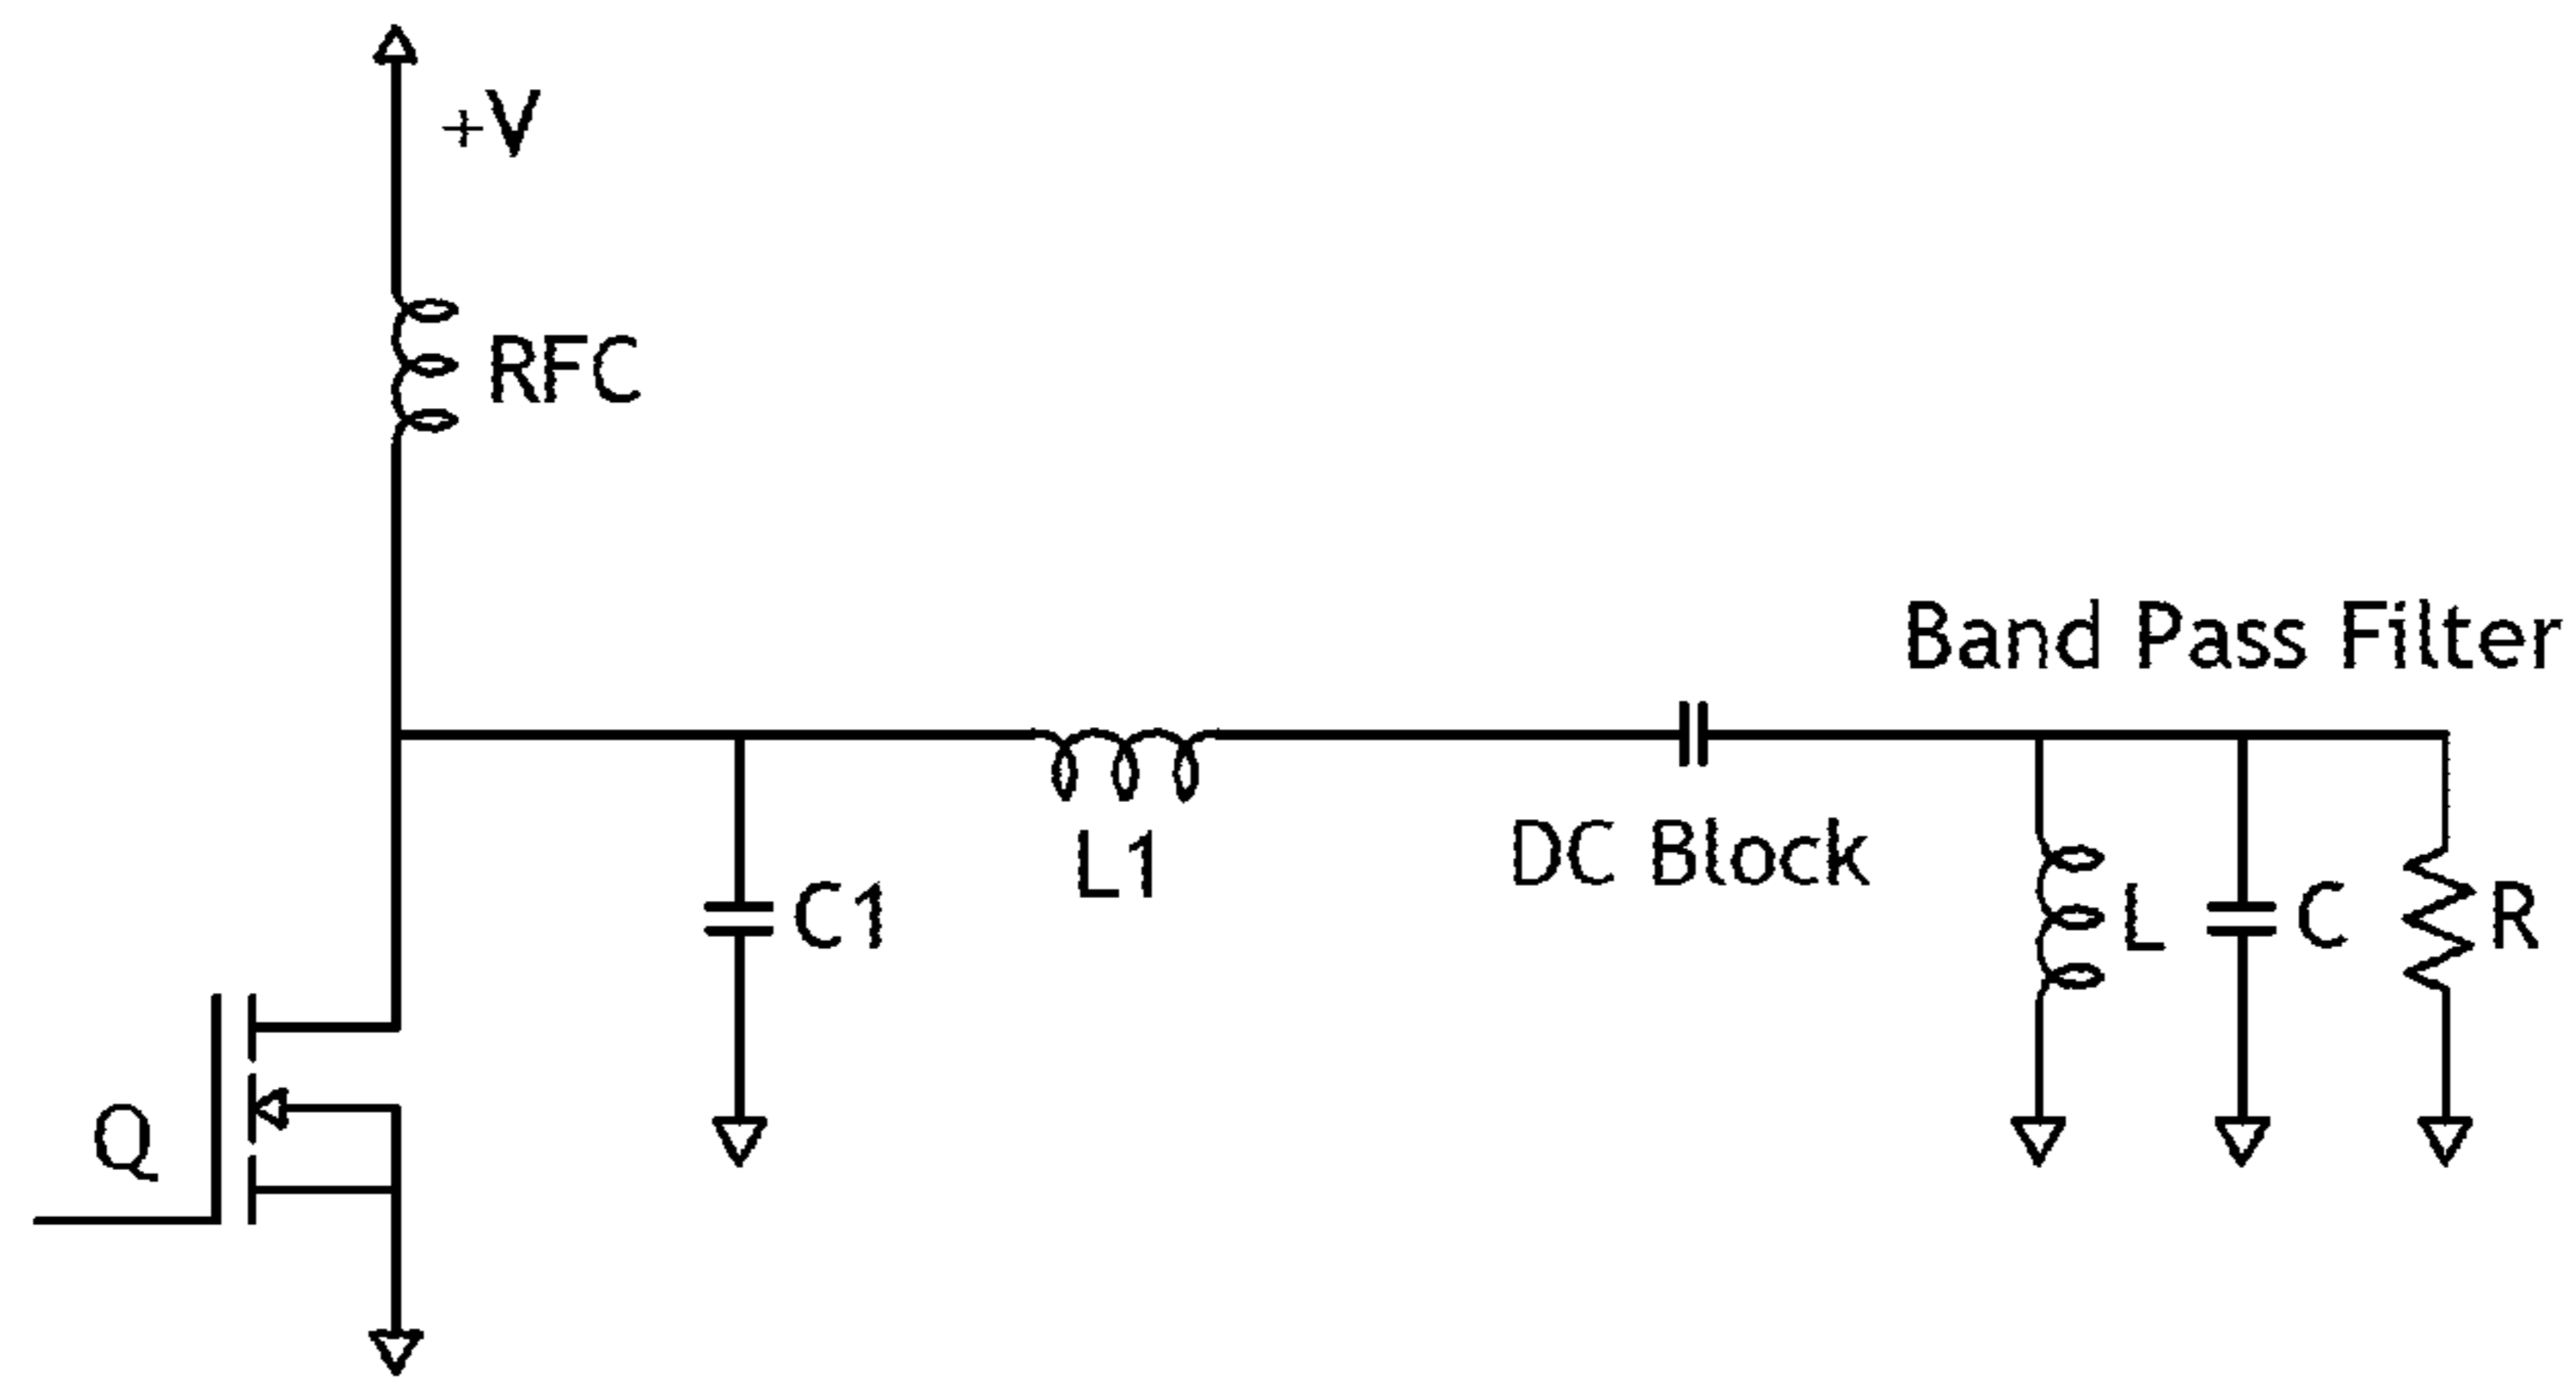 +V
RFC
Band Pass Filter
L1
DC Block
C1
L
C
R
Q